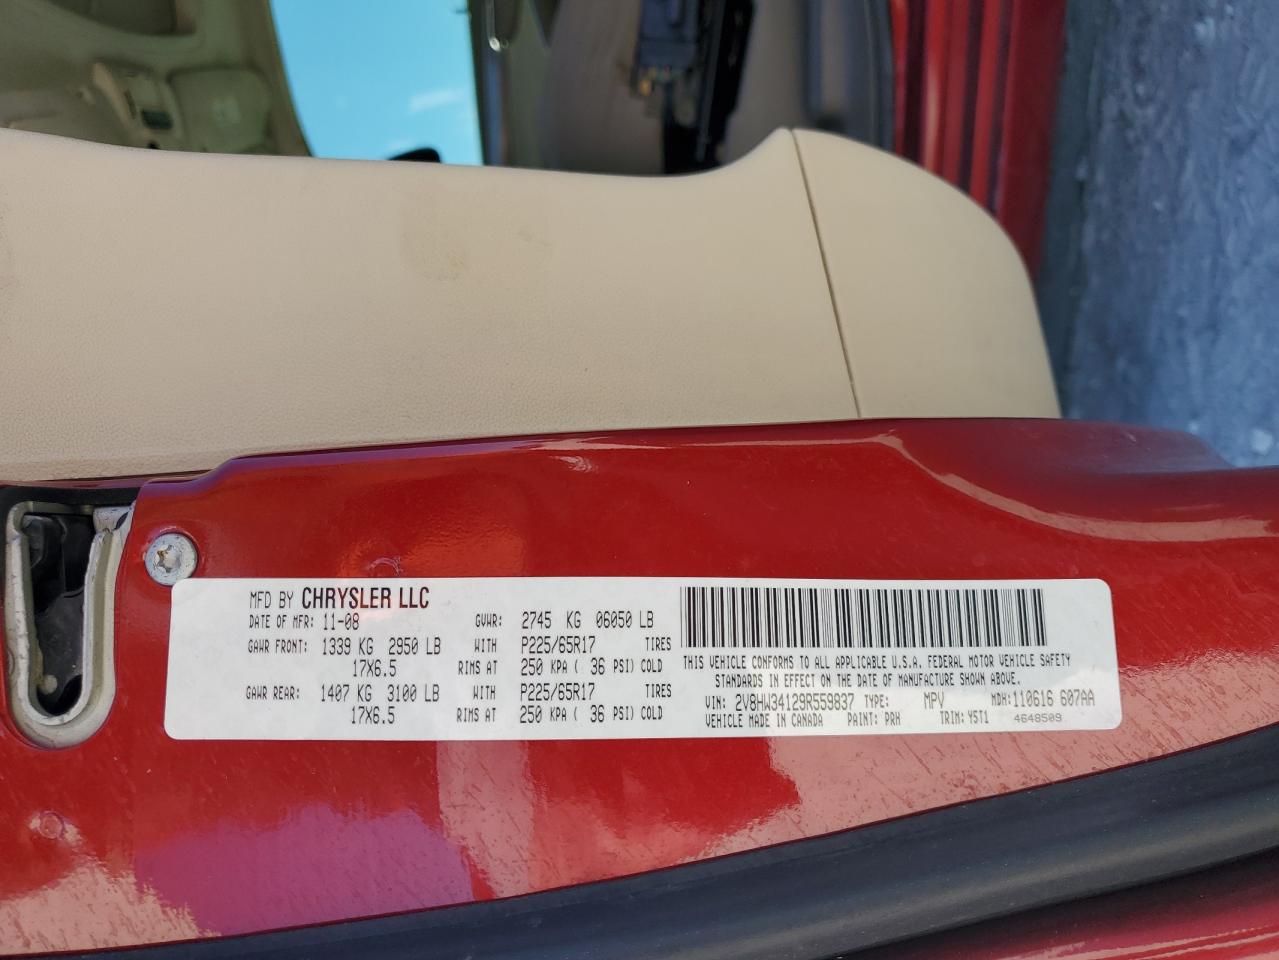 MFD BY CHRYSLER LLC
DATE OF MFR: 11-08 GVWR: 2745 KG 06050 LB
GAWR FRONT: 1339 KG 2950 LB WITH P225/65R17 TIRES
17X6.5 RIMS AT 250 KPA ( 36 PSI) COLD
GAWR REAR: 1407 KG 3100 LB WITH P225/65R17 TIRES
17X6.5 RIMS AT 250 KPA ( 36 PSI) COLD
THIS VEHICLE CONFORMS TO ALL APPLICABLE U.S.A. FEDERAL MOTOR VEHICLE SAFETY
STANDARDS IN EFFECT ON THE DATE OF MANUFACTURE SHOWN ABOVE.
VIN: 2V8HW34129R559837 TYPE: MPV MDH: 110616 607AA
VEHICLE MADE IN CANADA PAINT: PRH TRIM: YST1 4648509